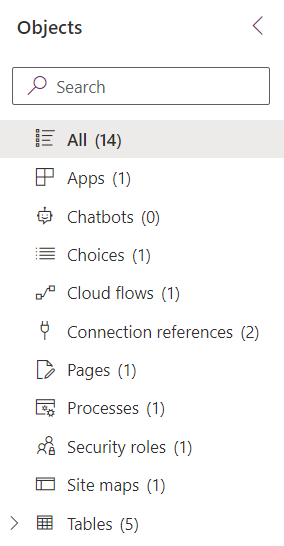 Objects
Search
All (14)
Apps (1)
Chatbots (0)
Choices (1)
Cloud flows (1)
Connection references (2)
Pages (1)
Processes (1)
Security roles (1)
Site maps (1)
Tables (5)